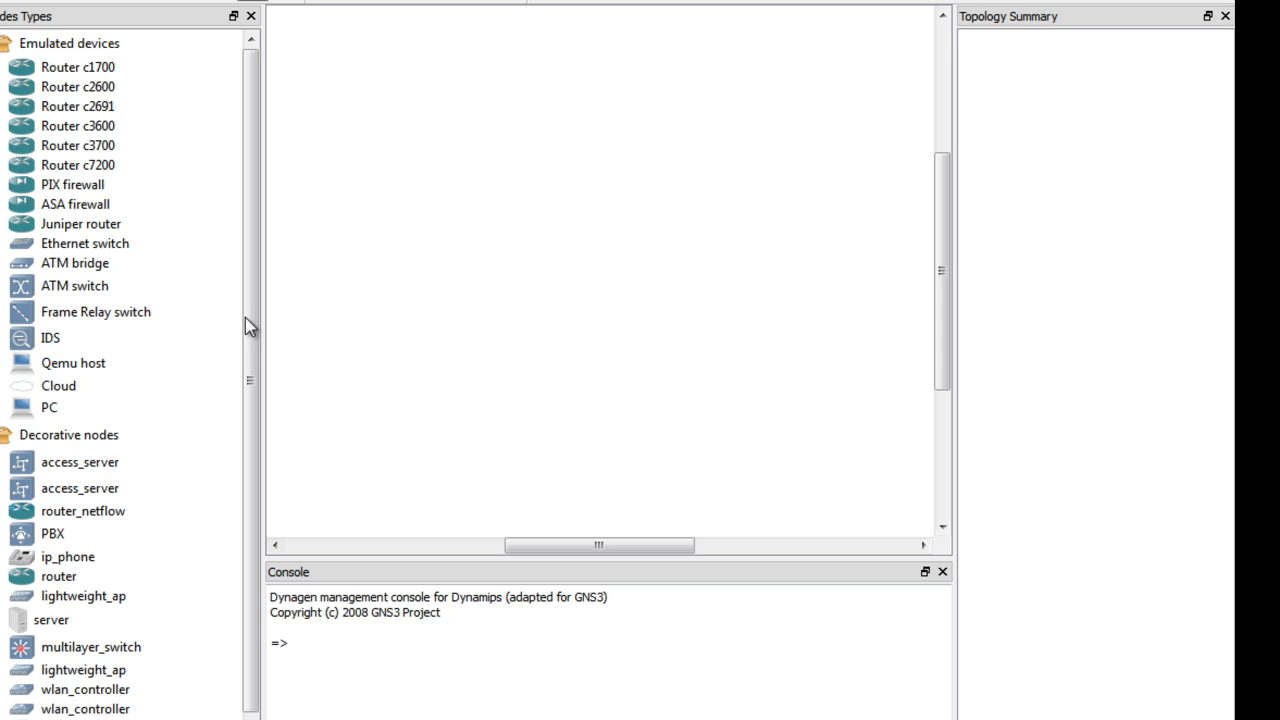 des Types
Emulated devices
Router c1700
Router c2600
Router c2691
Router c3600
Router c3700
Router c7200
PIX firewall
ASA firewall
Juniper router
Ethernet switch
ATM bridge
ATM switch
Frame Relay switch
IDS
Qemu host
Cloud
PC
Decorative nodes
access_server
access_server
router_netflow
PBX
ip_phone
router
lightweight_ap
server
multilayer_switch
lightweight_ap
wlan_controller
wlan_controller
Console
Dynagen management console for Dynamips (adapted for GNS3)
Copyright (c) 2008 GNS3 Project
=>
Topology Summary